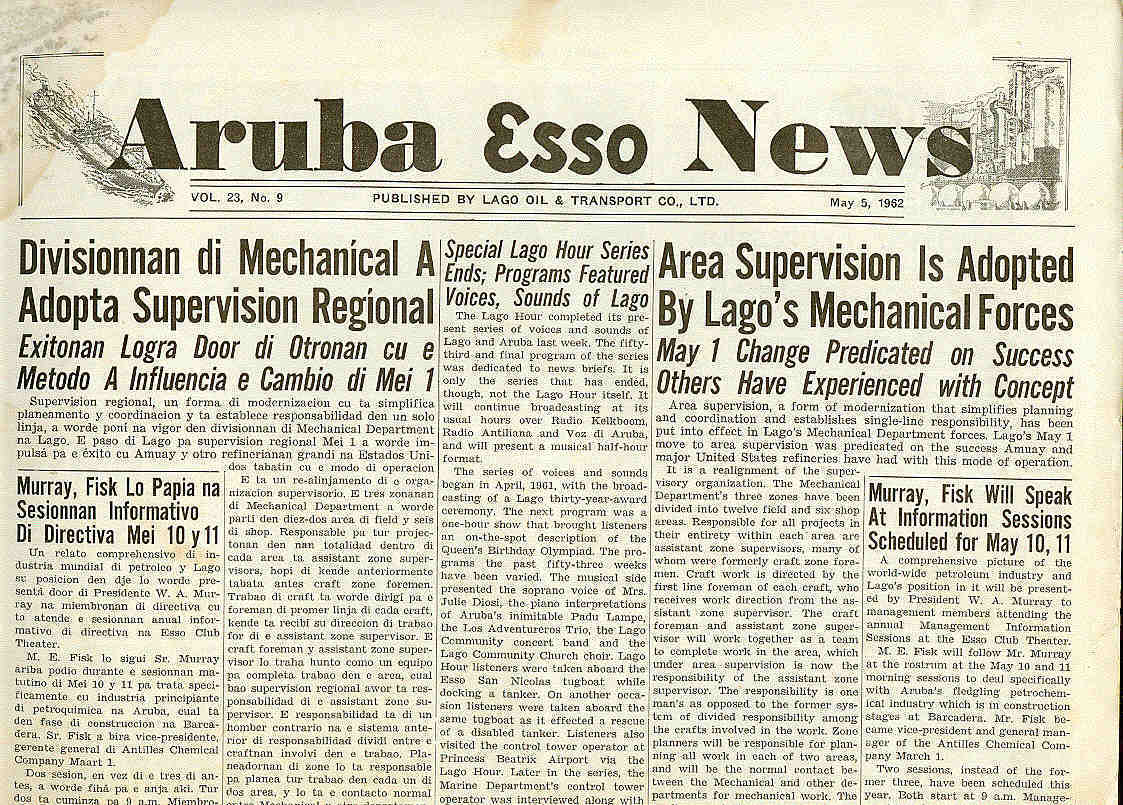 Aruba Esso News
VOL. 23, No. 9
PUBLISHED BY LAGO OIL & TRANSPORT CO., LTD.
May 5, 1962
Divisionnan di Mechanical A
Adopta Supervision Regional
Exitonan Logra Door di Otronan cu e
Metodo A Influencia e Cambio di Mei 1
Supervision regional, un forma di modernizacion cu ta simplifica
planeamento y coordinacion y ta establece responsabilidad den un solo
linja, a worde poni na vigor den divisionnan di Mechanical Department
na Lago. E paso di Lago pa supervision regional Mei 1 a worde im-
pulsá pa e éxito cu Amuay y otro refinerianan grandi na Estados Uni-
dos tabatin cu e modo di operacion
Murray, Fisk Lo Papia na
Sesionnan Informativo
Di Directiva Mei 10 y 11
Un relato comprehensivo di in-
dustria mundial di petroleo y Lago
su posicion den dje lo worde pre-
sentá door di Presidente W. A. Mur-
ray na miembronan di directiva cu
to atende e sesionnan anual infor-
mativo di directiva na Esso Club
Theater.
M. E. Fisk lo sigui Sr. Murray
ariba podio durante e sesionnan ma-
tutino di Mei 10 y 11 pa trata speci-
ficamente cu industria principiante
di petroquimica na Aruba, cual ta
den fase di construccion na Barca-
dera. Sr. Fisk a bira vice-presidente,
gerente general di Antilles Chemical
Company Maart 1.
Dos sesion, en vez di e tres di an-
tes, a worde fihá pa e anja aki. Tur
dos ta cuminza pa 9 a.m. Miembro-
E ta un re-alinjamento di e orga-
nizacion supervisorio. E tres zonanan
di Mechanical Department a worde
parti den diez-dos area di field y seis
di shop. Responsable pa tur projec-
tonan den nan totalidad dentro di
cada area ta assistant zone super-
visors, hopi di kende anteriormente
tabata antes craft zone foremen.
Trabao di craft ta worde dirigi pa e
foreman di promer linja di cada craft,
kende ta recibi su direccion di trabao
for di e assistant zone supervisor. E
craft foreman y assistant zone super-
visor lo traha hunto como un equipo
pa completa trabao den e area, cual
bao supervision regional awor ta res-
ponsabilidad di e assistant zone su-
pervisor. E responsabilidad ta di un
homber contrario na e sistema ante-
rior di responsabilidad dividi entre e
craftnan involvi den e trabao. Pla-
neadornan di zone lo ta responsable
pa planea tur trabao den cada un di
dos area, y lo ta e contacto normal
entre Mechanical y otro departamen-
Special Lago Hour Series
Ends; Programs Featured
Voices, Sounds of Lago
The Lago Hour completed its pre-
sent series of voices and sounds of
Lago and Aruba last week. The fifty-
third and final program of the series
was dedicated to news briefs. It is
only the series that has ended,
though, not the Lago Hour itself. It
will continue broadcasting at its
usual hours over Radio Kelkboom,
Radio Antiliana and Voz di Aruba,
and will present a musical half-hour
format.
The series of voices and sounds
began in April, 1961, with the broad-
casting of a Lago thirty-year-award
ceremony. The next program was a
one-hour show that brought listeners
an on-the-spot description of the
Queen's Birthday Olympiad. The pro-
grams the past fifty-three weeks
have been varied. The musical side
presented the soprano voice of Mrs.
Julie Diosi, the piano interpretations
of Aruba's inimitable Padu Lampe,
the Los Adventureros Trio, the Lago
Community concert band and the
Lago Community Church choir. Lago
Hour listeners were taken aboard the
Esso San Nicolas tugboat while
docking a tanker. On another occa-
sion listeners were taken aboard the
same tugboat as it effected a rescue
of a disabled tanker. Listeners also
visited the control tower operator at
Princess Beatrix Airport via the
Lago Hour. Later in the series, the
Marine Department's control tower
operator was interviewed along with
Area Supervision Is Adopted
By Lago's Mechanical Forces
May 1 Change Predicated on Success
Others Have Experienced with Concept
Area supervision, a form of modernization that simplifies planning
and coordination and establishes single-line responsibility, has been
put into effect in Lago's Mechanical Department forces. Lago's May 1
move to area supervision was predicated on the success Amuay and
major United States refineries have had with this mode of operation.
It is a realignment of the super-
visory organization. The Mechanical
Department's three zones have been
divided into twelve field and six shop
areas. Responsible for all projects in
their entirety within each area are
assistant zone supervisors, many of
whom were formerly craft zone fore-
men. Craft work is directed by the
first line foreman of each craft, who
receives work direction from the as-
sistant zone supervisor. The craft
foreman and assistant zone super-
visor will work together as a team
to complete work in the area, which
under area supervision is now the
responsibility of the assistant zone
supervisor. The responsibility is one
man's as opposed to the former sys-
tem of divided responsibility among
the crafts involved in the work. Zone
planners will be responsible for plan-
ning all work in each of two areas,
and will be the normal contact be-
tween the Mechanical and other de-
partments for mechanical work. The
Murray, Fisk Will Speak
At Information Sessions
Scheduled for May 10, 11
A comprehensive picture of the
world-wide petroleum industry and
Lago's position in it will be present-
ed by President W. A. Murray to
management members attending the
annual Management Information
Sessions at the Esso Club Theater.
M. E. Fisk will follow Mr. Murray
at the rostrum at the May 10 and 11
morning sessions to deal specifically
with Aruba's fledgling petrochem-
ical industry which is in construction
stages at Barcadera. Mr. Fisk be-
came vice-president and general man-
ager of the Antilles Chemical Com-
pany March 1.
Two sessions, instead of the for-
mer three, have been scheduled this
year. Both start at 9 a.m. Manage-